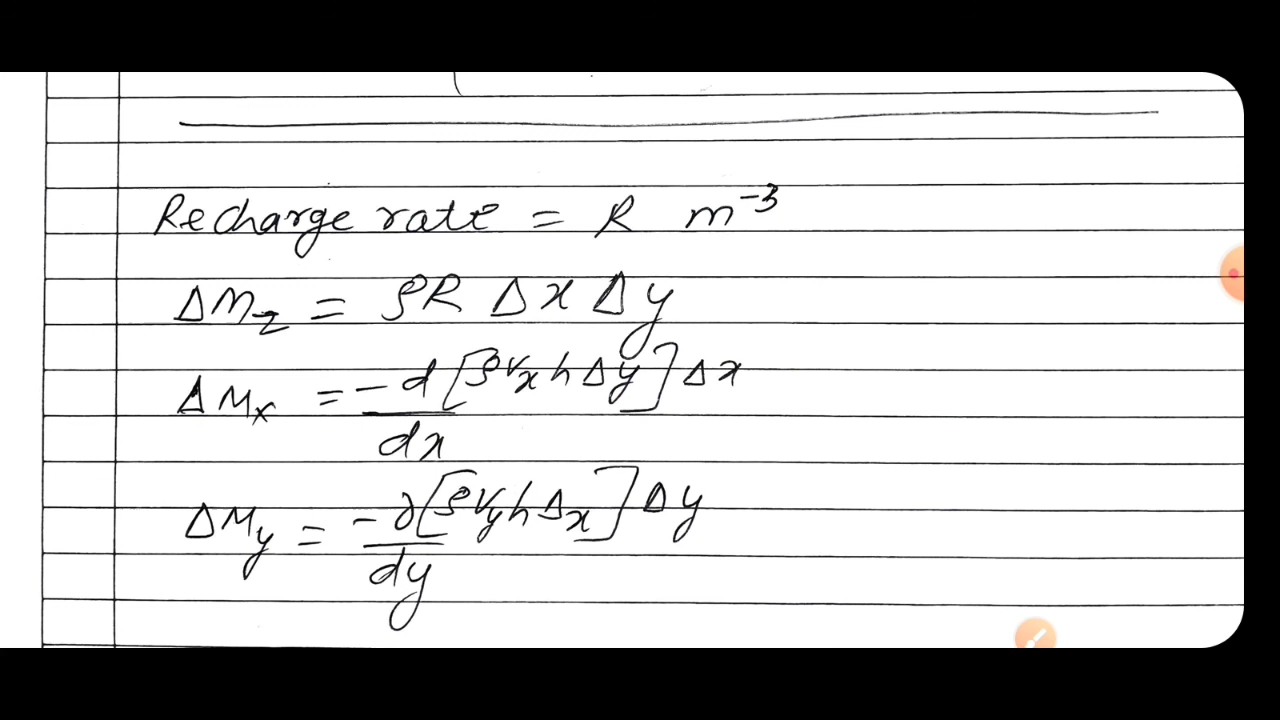 Recharge rate = R m⁻³
ΔM_z = ρR Δx Δy
ΔM_x = -d/dx [ρv_x h Δy] Δx
ΔM_y = -∂/dy [ρv_y h Δx] Δy